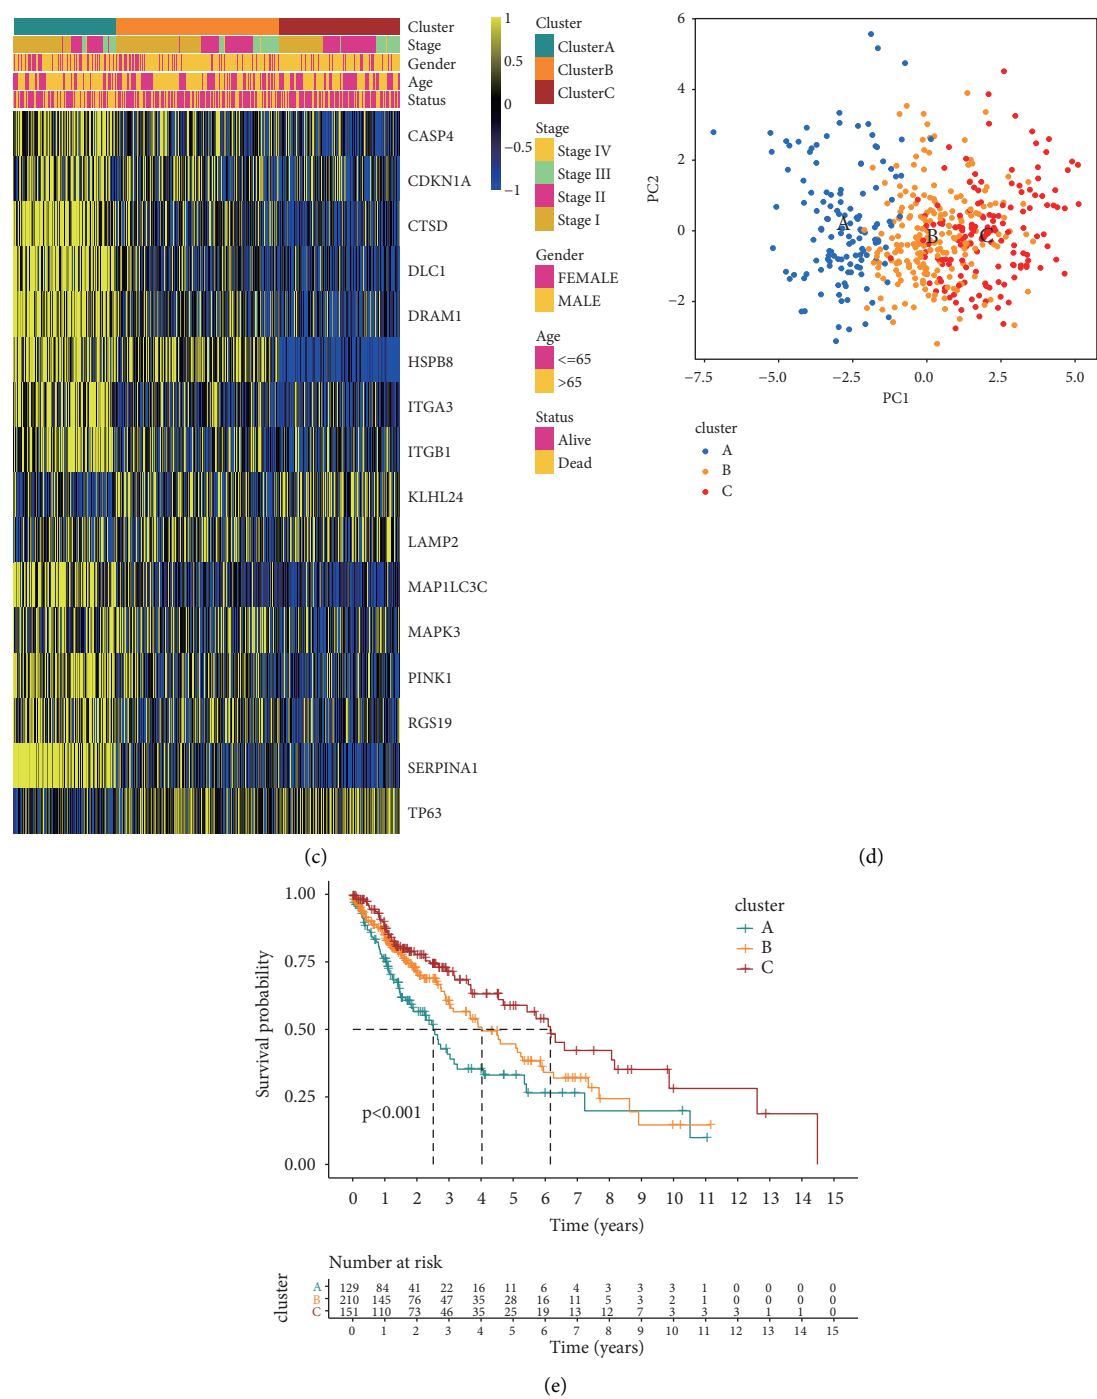 Cluster
Stage
Gender
Age
Status
CASP4
CDKN1A
CTSD
DLC1
DRAM1
HSPB8
ITGA3
ITGB1
KLHL24
LAMP2
MAP1LC3C
MAPK3
PINK1
RGS19
SERPINA1
TP63
1
0.5
0
−0.5
−1
Cluster
ClusterA
ClusterB
ClusterC
Stage
Stage IV
Stage III
Stage II
Stage I
Gender
FEMALE
MALE
Age
<=65
>65
Status
Alive
Dead
(c)
6
4
2
0
−2
PC2
A
B
C
−7.5 −5.0 −2.5 0.0 2.5 5.0
PC1
cluster
A
B
C
(d)
1.00
0.75
0.50
0.25
0.00
Survival probability
p<0.001
cluster
A
B
C
0 1 2 3 4 5 6 7 8 9 10 11 12 13 14 15
Time (years)
Number at risk
cluster
A 129 84 41 22 16 11 6 4 3 3 3 1 0 0 0 0
B 210 145 76 47 35 28 16 11 5 3 2 1 0 0 0 0
C 151 110 73 46 35 25 19 13 12 7 3 3 3 1 1 0
0 1 2 3 4 5 6 7 8 9 10 11 12 13 14 15
Time (years)
(e)